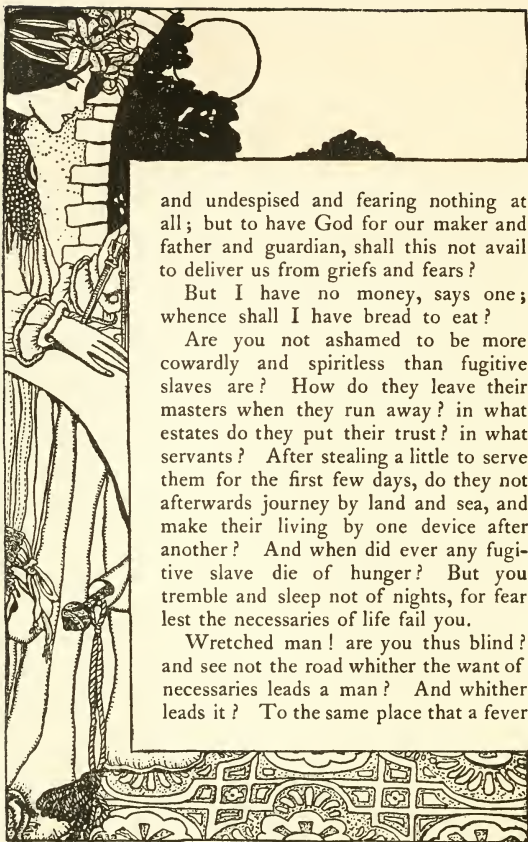 and undespised and fearing nothing at
all; but to have God for our maker and
father and guardian, shall this not avail
to deliver us from griefs and fears?
But I have no money, says one;
whence shall I have bread to eat?
Are you not ashamed to be more
cowardly and spiritless than fugitive
slaves are? How do they leave their
masters when they run away? in what
estates do they put their trust? in what
servants? After stealing a little to serve
them for the first few days, do they not
afterwards journey by land and sea, and
make their living by one device after
another? And when did ever any fugi-
tive slave die of hunger? But you
tremble and sleep not of nights, for fear
lest the necessaries of life fail you.
Wretched man! are you thus blind?
and see not the road whither the want of
necessaries leads a man? And whither
leads it? To the same place that a fever